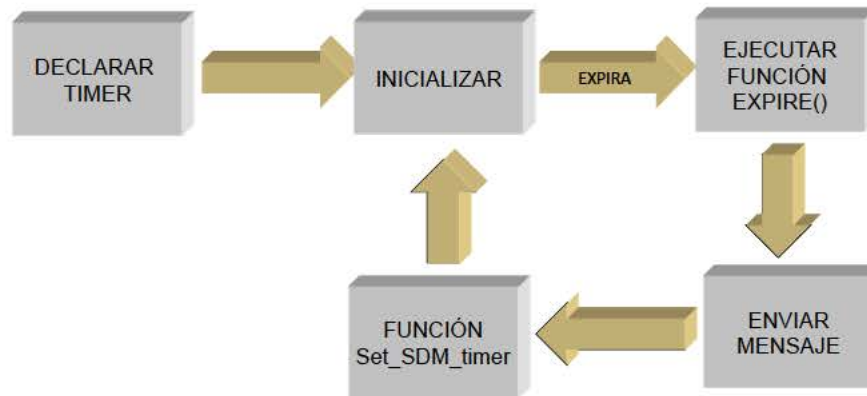 DECLARAR
TIMER
INICIALIZAR
EXPIRA
EJECUTAR
FUNCIÓN
EXPIRE()
ENVIAR
MENSAJE
FUNCIÓN
Set_SDM_timer